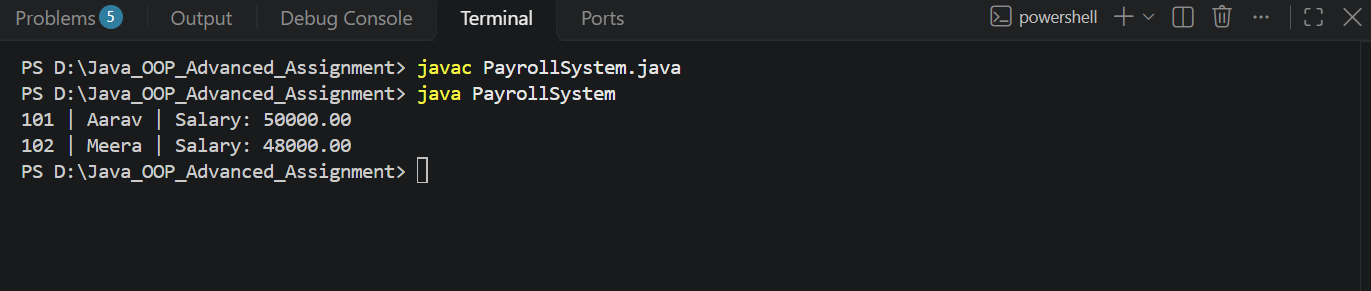 Problems 5 Output Debug Console Terminal Ports powershell
PS D:\Java_OOP_Advanced_Assignment> javac PayrollSystem.java
PS D:\Java_OOP_Advanced_Assignment> java PayrollSystem
101 | Aarav | Salary: 50000.00
102 | Meera | Salary: 48000.00
PS D:\Java_OOP_Advanced_Assignment>